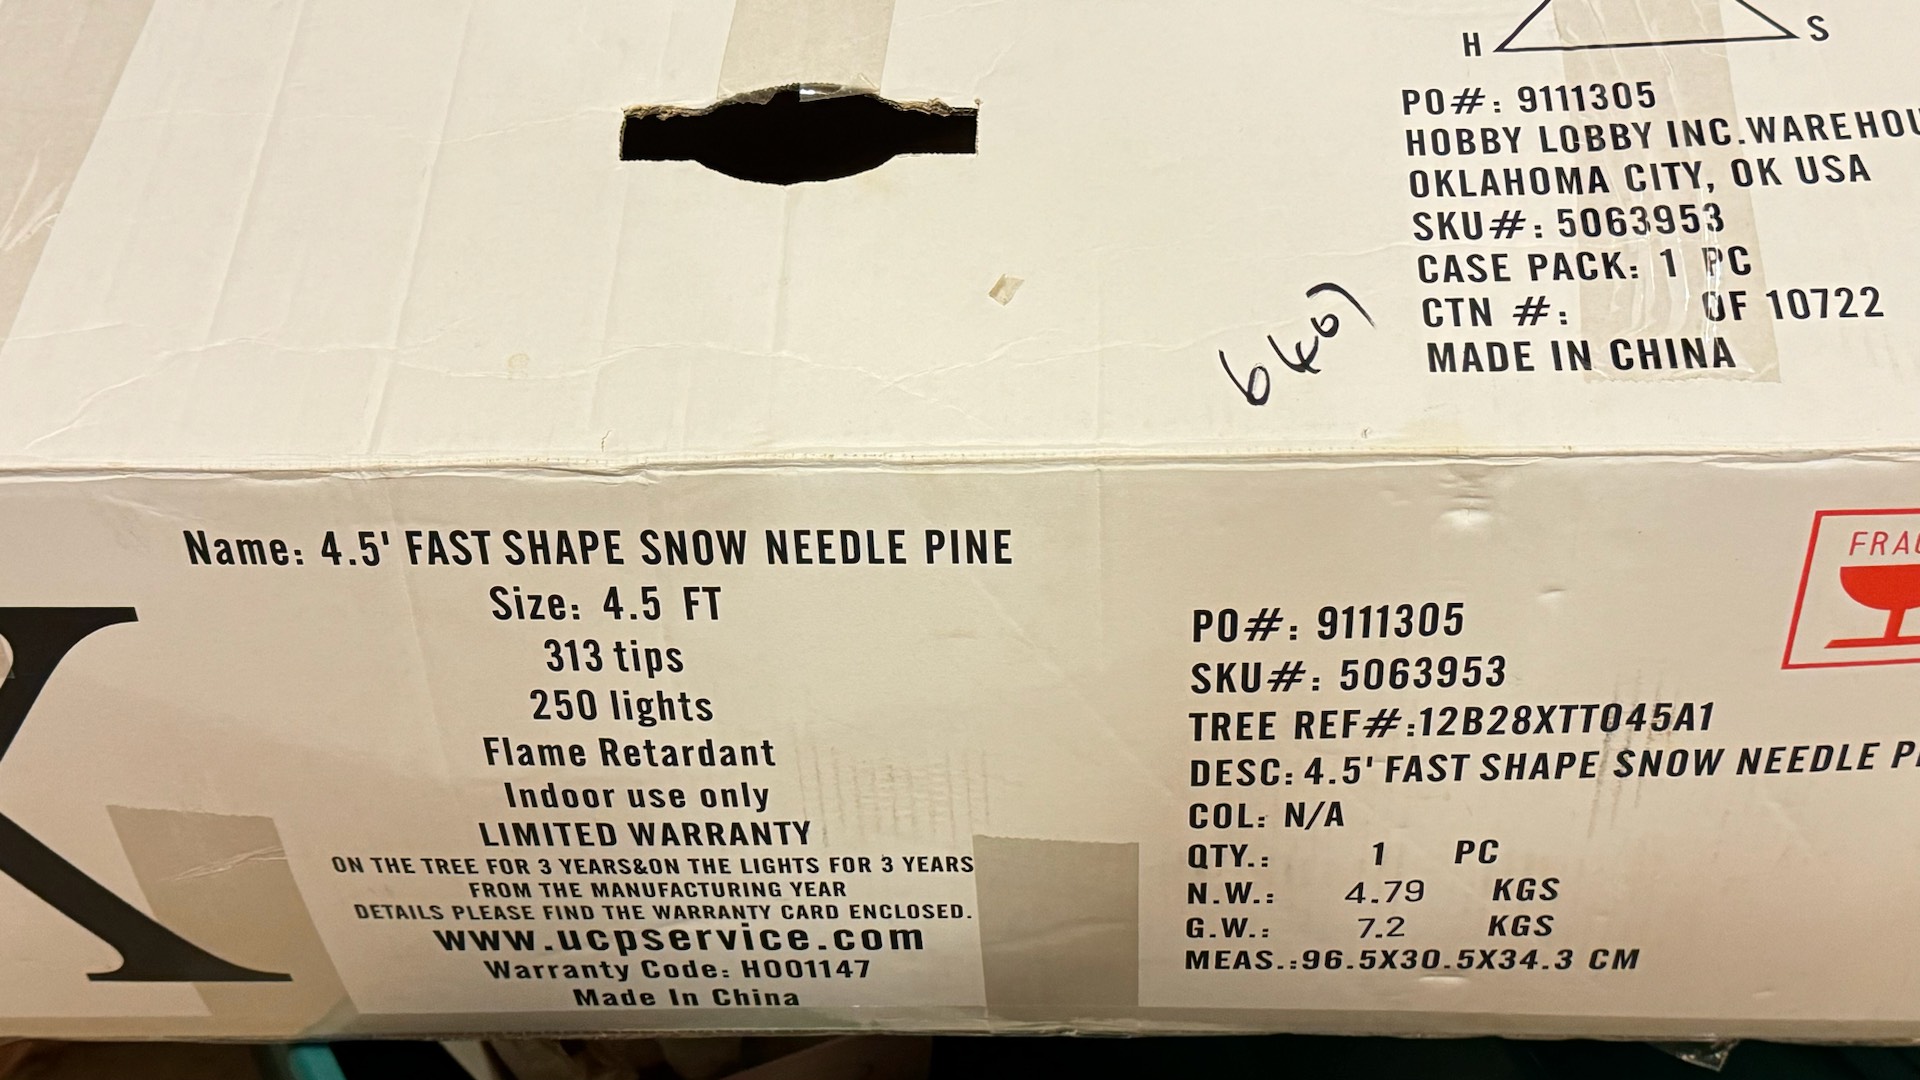 H S
PO#: 9111305
HOBBY LOBBY INC.WAREHOU
OKLAHOMA CITY, OK USA
SKU#: 5063953
CASE PACK: 1 PC
CTN #: OF 10722
MADE IN CHINA
Name: 4.5' FAST SHAPE SNOW NEEDLE PINE
Size: 4.5 FT
313 tips
250 lights
Flame Retardant
Indoor use only
LIMITED WARRANTY
ON THE TREE FOR 3 YEARS&ON THE LIGHTS FOR 3 YEARS
FROM THE MANUFACTURING YEAR
DETAILS PLEASE FIND THE WARRANTY CARD ENCLOSED.
www.ucpservice.com
Warranty Code: H001147
Made In China
PO#: 9111305
SKU#: 5063953
TREE REF#:12B28XTT045A1
DESC: 4.5' FAST SHAPE SNOW NEEDLE PI
COL: N/A
QTY.: 1 PC
N.W.: 4.79 KGS
G.W.: 7.2 KGS
MEAS.:96.5X30.5X34.3 CM
FRAG
X